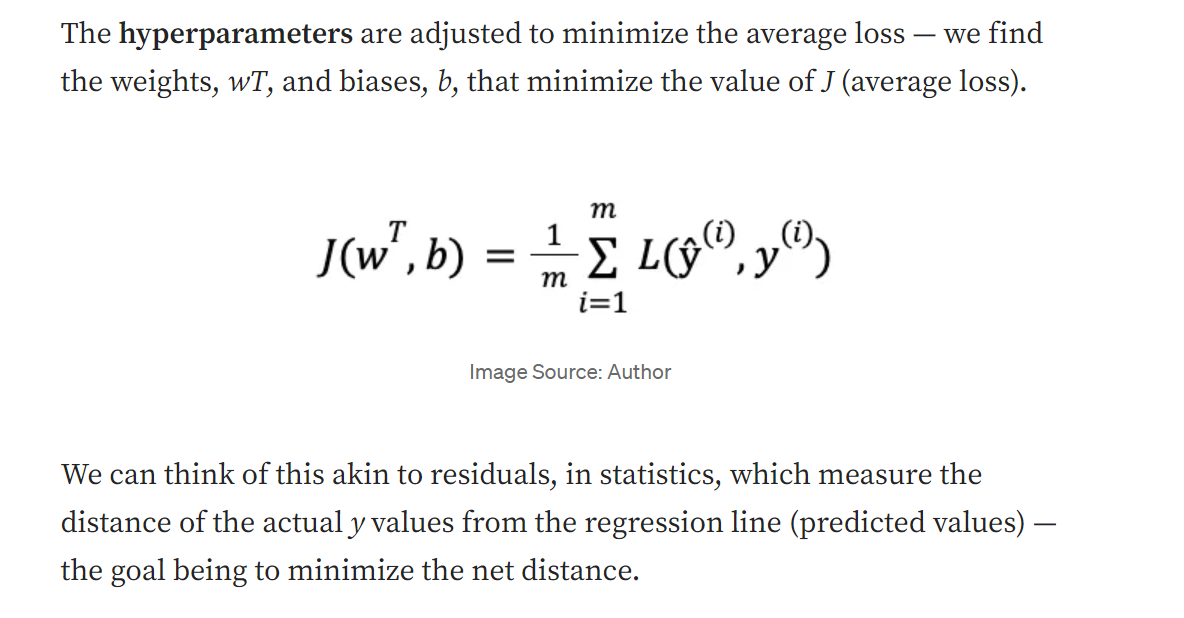 The hyperparameters are adjusted to minimize the average loss — we find
the weights, wT, and biases, b, that minimize the value of J (average loss).
J(w^T, b) = 1/m Σ_{i=1}^{m} L(ŷ^(i), y^(i))
Image Source: Author
We can think of this akin to residuals, in statistics, which measure the
distance of the actual y values from the regression line (predicted values) —
the goal being to minimize the net distance.